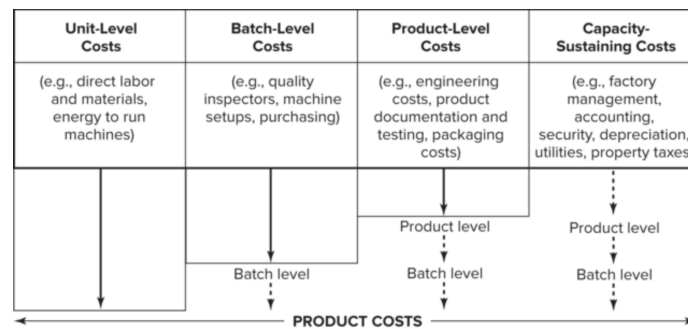 Unit-Level
Costs
Batch-Level
Costs
Product-Level
Costs
Capacity-
Sustaining Costs
(e.g., direct labor
and materials,
energy to run
machines)
(e.g., quality
inspectors, machine
setups, purchasing)
(e.g., engineering
costs, product
documentation and
testing, packaging
costs)
(e.g., factory
management,
accounting,
security, depreciation,
utilities, property taxes
Product level
Product level
Batch level
Batch level
Batch level
PRODUCT COSTS